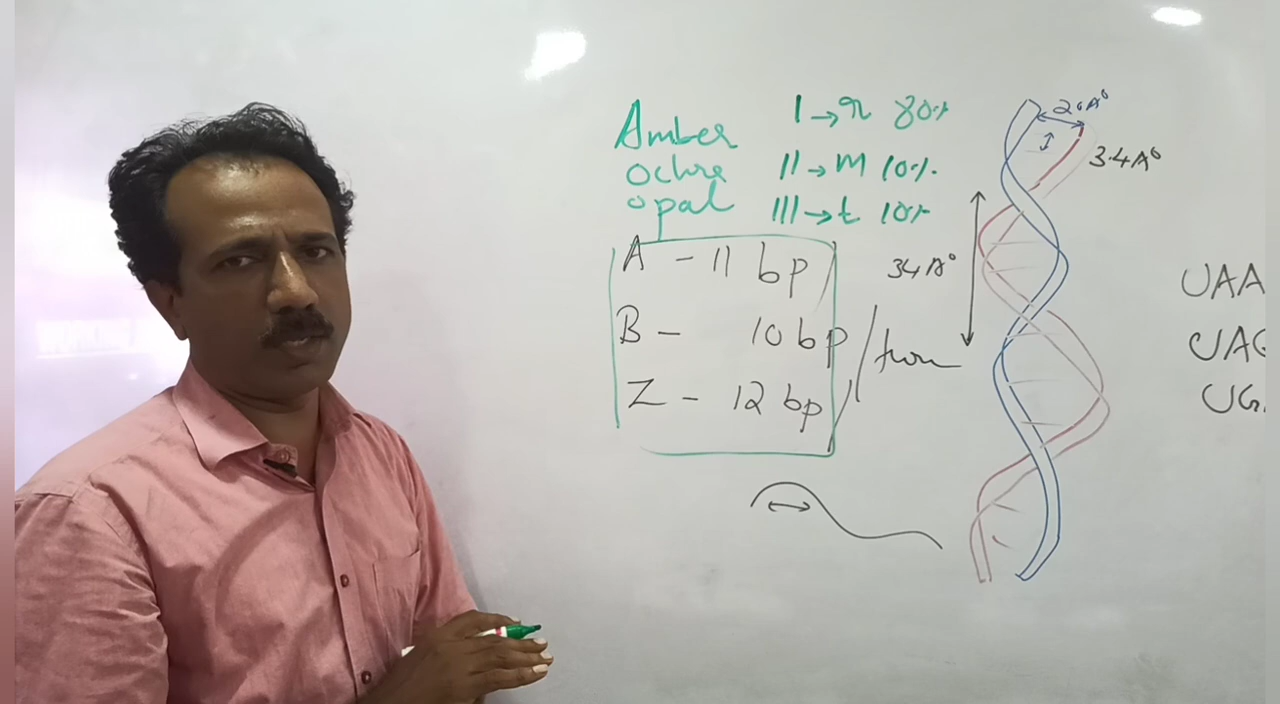 Amber I → r 80%
Ochre II → m 10%
opal III → t 10%
A - 11 bp
B - 10 bp / turn
Z - 12 bp
20A°
3.4A°
34A°
UAA
UAG
UG